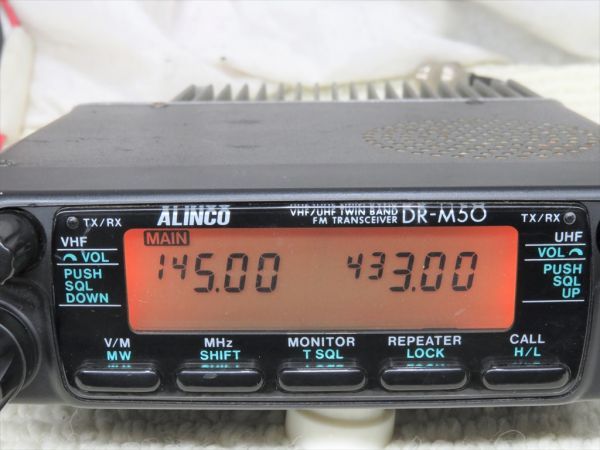 ALINCO
VHF/UHF TWIN BAND
FM TRANSCEIVER DR-M50
TX/RX
TX/RX
VHF
VOL
PUSH
SQL
DOWN
MAIN
145.00
433.00
UHF
VOL
PUSH
SQL
UP
V/M
MW
MHz
SHIFT
MONITOR
T SQL
REPEATER
LOCK
CALL
H/L